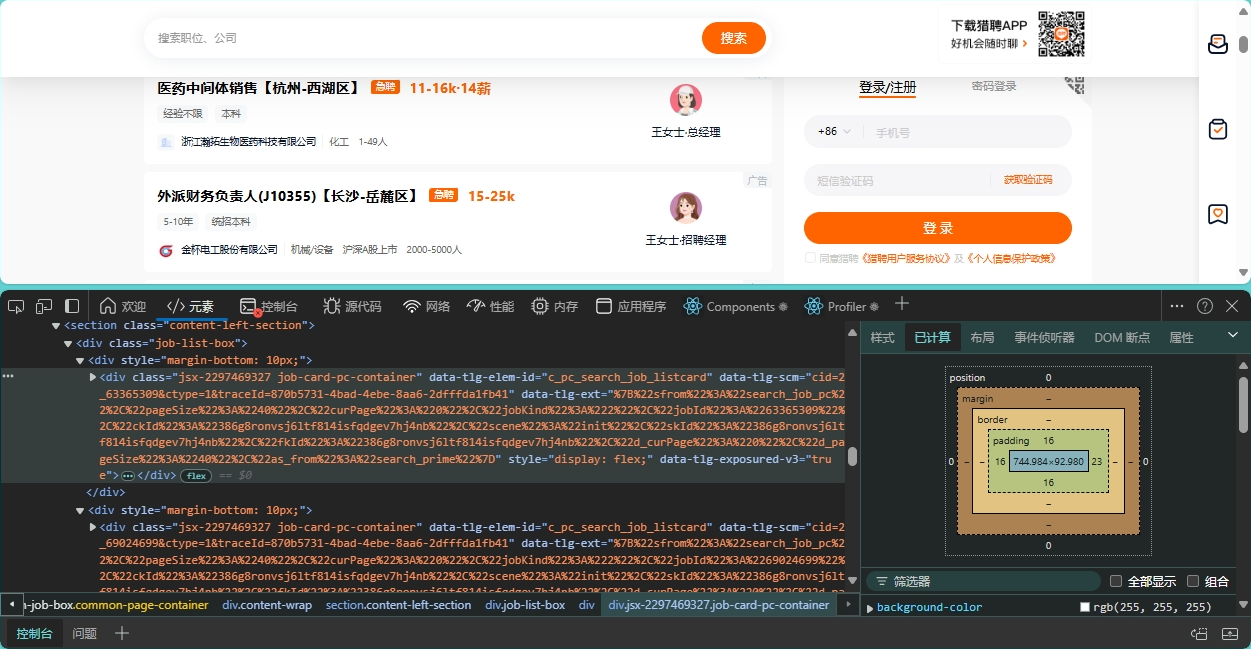 搜索职位、公司
搜索
下载猎聘APP
好机会随时聊 ›
医药中间体销售【杭州-西湖区】 急聘 11-16k·14薪
经验不限 本科
浙江瀚拓生物医药科技有限公司 化工 1-49人
王女士·总经理
广告
外派财务负责人(J10355)【长沙-岳麓区】 急聘 15-25k
5-10年 统招本科
金杯电工股份有限公司 机械/设备 沪深A股上市 2000-5000人
王女士·招聘经理
登录/注册 密码登录
+86 手机号
短信验证码 获取验证码
登 录
同意猎聘《猎聘用户服务协议》及《个人信息保护政策》
欢迎 </> 元素 控制台 源代码 网络 性能 内存 应用程序 Components Profiler
<section class="content-left-section">
<div class="job-list-box">
<div style="margin-bottom: 10px;">
<div class="jsx-2297469327 job-card-pc-container" data-tlg-elem-id="c_pc_search_job_listcard" data-tlg-scm="cid=2
_63365309&ctype=1&traceId=870b5731-4bad-4ebe-8aa6-2dfffda1fb41" data-tlg-ext="%7B%22sfrom%22%3A%22search_job_pc%2
2%2C%22pageSize%22%3A%2240%22%2C%22curPage%22%3A%220%22%2C%22jobKind%22%3A%222%22%2C%22jobId%22%3A%2263365309%22%
2C%22ckId%22%3A%22386g8ronvsj6ltf814isfqdgev7hj4nb%22%2C%22scene%22%3A%22init%22%2C%22skId%22%3A%22386g8ronvsj6lt
f814isfqdgev7hj4nb%22%2C%22fkId%22%3A%22386g8ronvsj6ltf814isfqdgev7hj4nb%22%2C%22d_curPage%22%3A%220%22%2C%22d_pa
geSize%22%3A%2240%22%2C%22as_from%22%3A%22search_prime%22%7D" style="display: flex;" data-tlg-exposured-v3="tru
e">⋯</div> flex == $0
</div>
<div style="margin-bottom: 10px;">
<div class="jsx-2297469327 job-card-pc-container" data-tlg-elem-id="c_pc_search_job_listcard" data-tlg-scm="cid=2
_69024699&ctype=1&traceId=870b5731-4bad-4ebe-8aa6-2dfffda1fb41" data-tlg-ext="%7B%22sfrom%22%3A%22search_job_pc%2
2%2C%22pageSize%22%3A%2240%22%2C%22curPage%22%3A%220%22%2C%22jobKind%22%3A%222%22%2C%22jobId%22%3A%2269024699%22%
2C%22ckId%22%3A%22386g8ronvsj6ltf814isfqdgev7hj4nb%22%2C%22scene%22%3A%22init%22%2C%22skId%22%3A%22386g8ronvsj6lt
-job-box.common-page-container div.content-wrap section.content-left-section div.job-list-box div div.jsx-2297469327.job-card-pc-container
样式 已计算 布局 事件侦听器 DOM 断点 属性
position 0
margin –
border –
padding 16
0 – – 16 744.984×92.980 23 – – 0
16
–
–
0
筛选器 全部显示 组合
background-color rgb(255, 255, 255)
控制台 问题